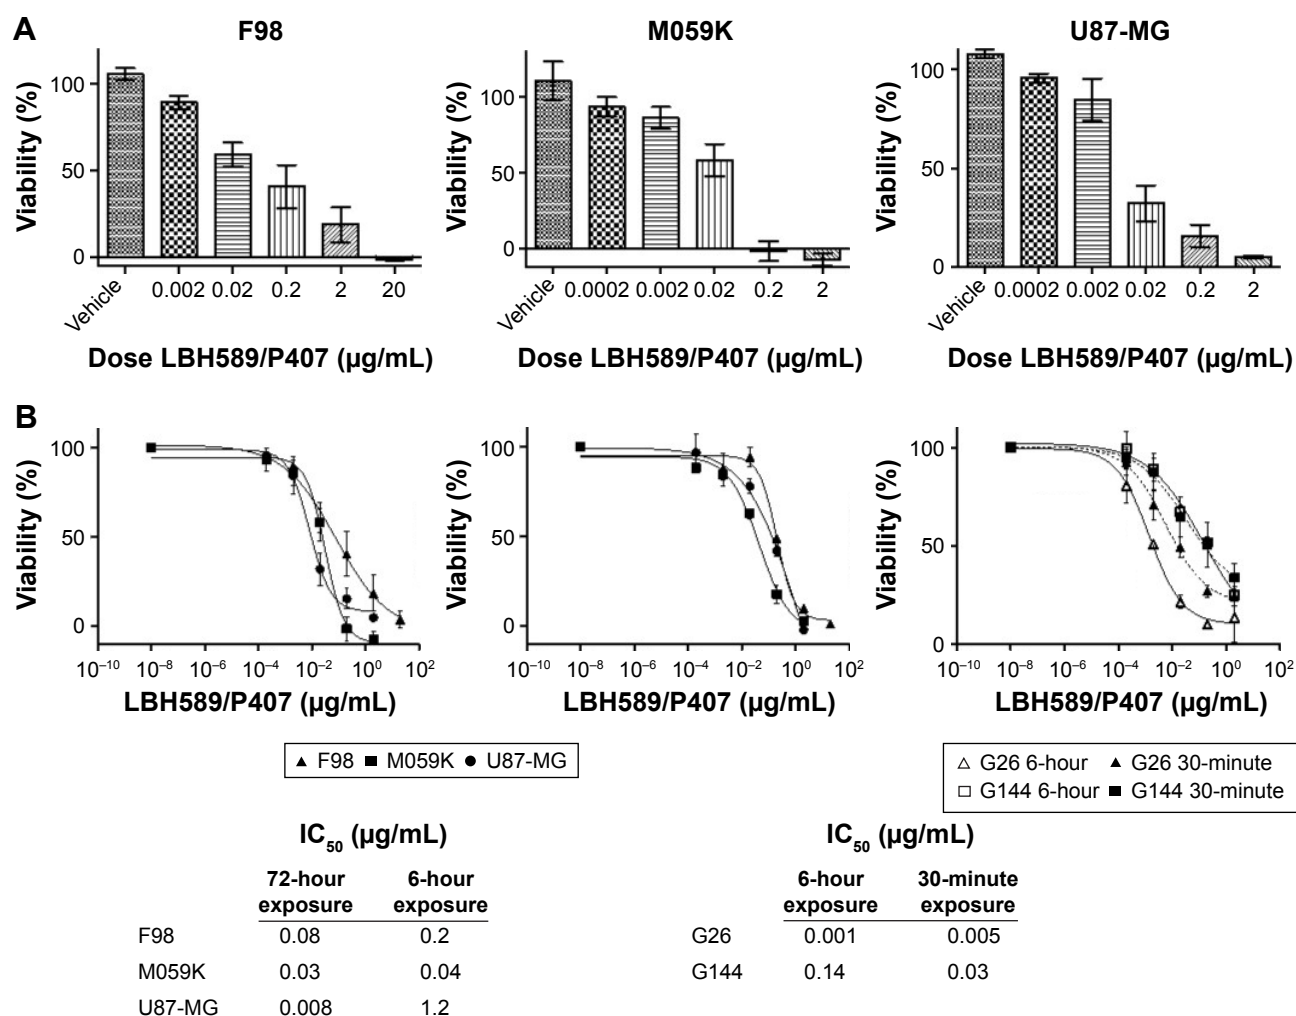 A
F98
M059K
U87-MG
Viability (%)
100
50
0
Vehicle
0.002
0.02
0.2
2
20
Dose LBH589/P407 (µg/mL)
Viability (%)
100
50
0
Vehicle
0.0002
0.002
0.02
0.2
2
Dose LBH589/P407 (µg/mL)
Viability (%)
100
50
0
Vehicle
0.0002
0.002
0.02
0.2
2
Dose LBH589/P407 (µg/mL)
B
Viability (%)
100
50
0
10⁻¹⁰ 10⁻⁸ 10⁻⁶ 10⁻⁴ 10⁻² 10⁰ 10²
LBH589/P407 (µg/mL)
Viability (%)
100
50
0
10⁻¹⁰ 10⁻⁸ 10⁻⁶ 10⁻⁴ 10⁻² 10⁰ 10²
LBH589/P407 (µg/mL)
Viability (%)
100
50
0
10⁻¹⁰ 10⁻⁸ 10⁻⁶ 10⁻⁴ 10⁻² 10⁰ 10²
LBH589/P407 (µg/mL)
▲ F98 ■ M059K ● U87-MG
△ G26 6-hour ▲ G26 30-minute
□ G144 6-hour ■ G144 30-minute
IC₅₀ (µg/mL)
72-hour exposure 6-hour exposure
F98 0.08 0.2
M059K 0.03 0.04
U87-MG 0.008 1.2
IC₅₀ (µg/mL)
6-hour exposure 30-minute exposure
G26 0.001 0.005
G144 0.14 0.03